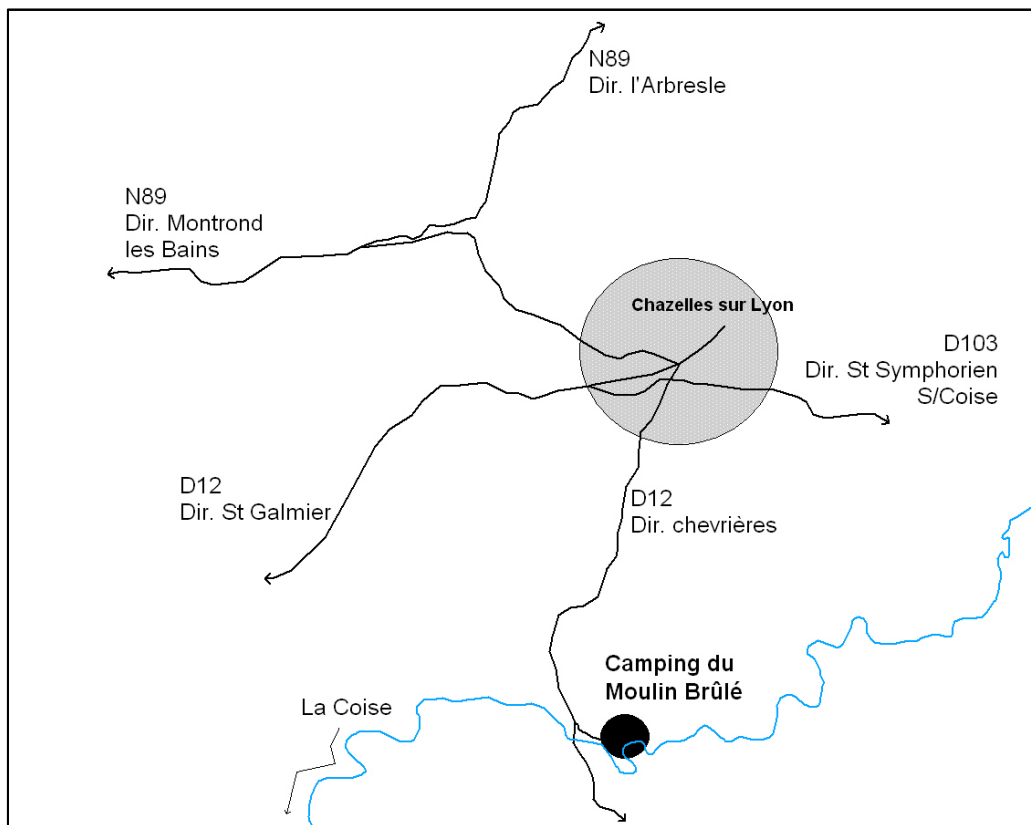 N89
Dir. l'Arbresle
N89
Dir. Montrond
les Bains
Chazelles sur Lyon
D103
Dir. St Symphorien
S/Coise
D12
Dir. St Galmier
D12
Dir. chevrières
Camping du
Moulin Brûlé
La Coise